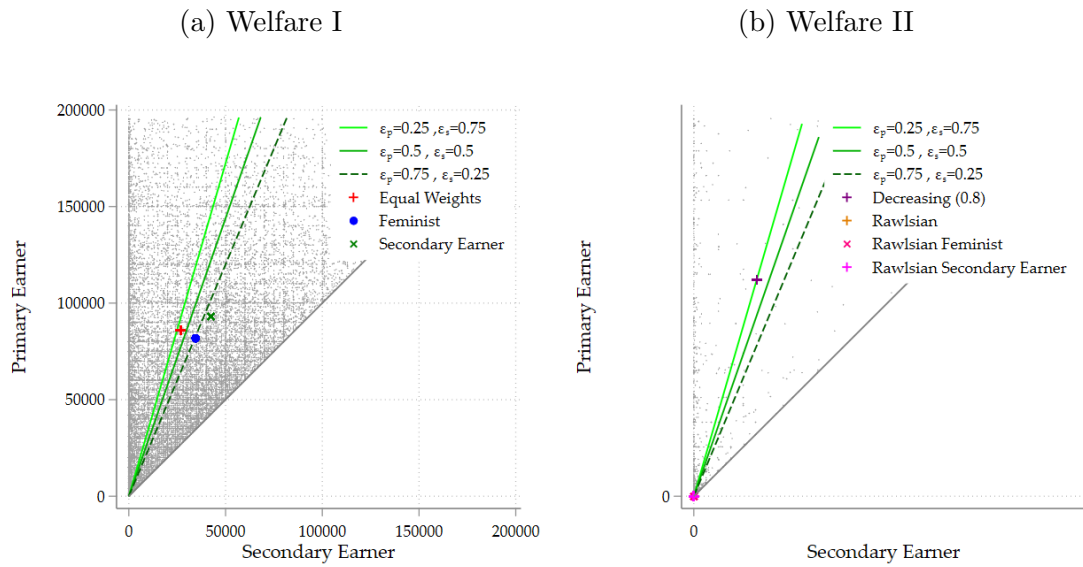 (a) Welfare I
(b) Welfare II
200000
150000
100000
50000
0
Primary Earner
εp=0.25 ,εs=0.75
εp=0.5 , εs=0.5
εp=0.75 , εs=0.25
Equal Weights
Feminist
Secondary Earner
0
50000
100000
150000
200000
Secondary Earner
Primary Earner
0
εp=0.25 ,εs=0.75
εp=0.5 , εs=0.5
εp=0.75 , εs=0.25
Decreasing (0.8)
Rawlsian
Rawlsian Feminist
Rawlsian Secondary Earner
0
Secondary Earner